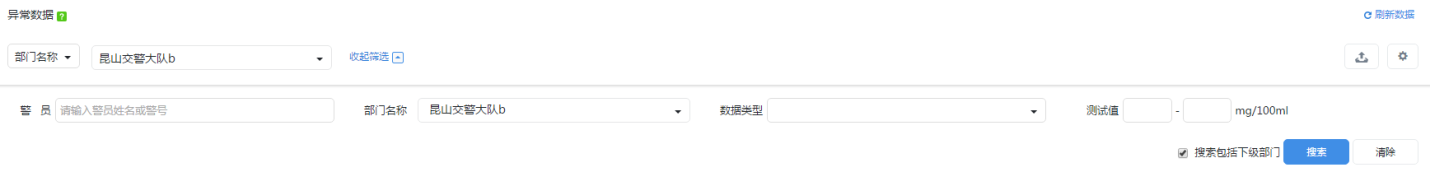 异常数据 ? 刷新数据
部门名称 昆山交警大队b 收起筛选
警 员 请输入警员姓名或警号 部门名称 昆山交警大队b 数据类型 测试值 - mg/100ml
搜索包括下级部门 搜索 清除